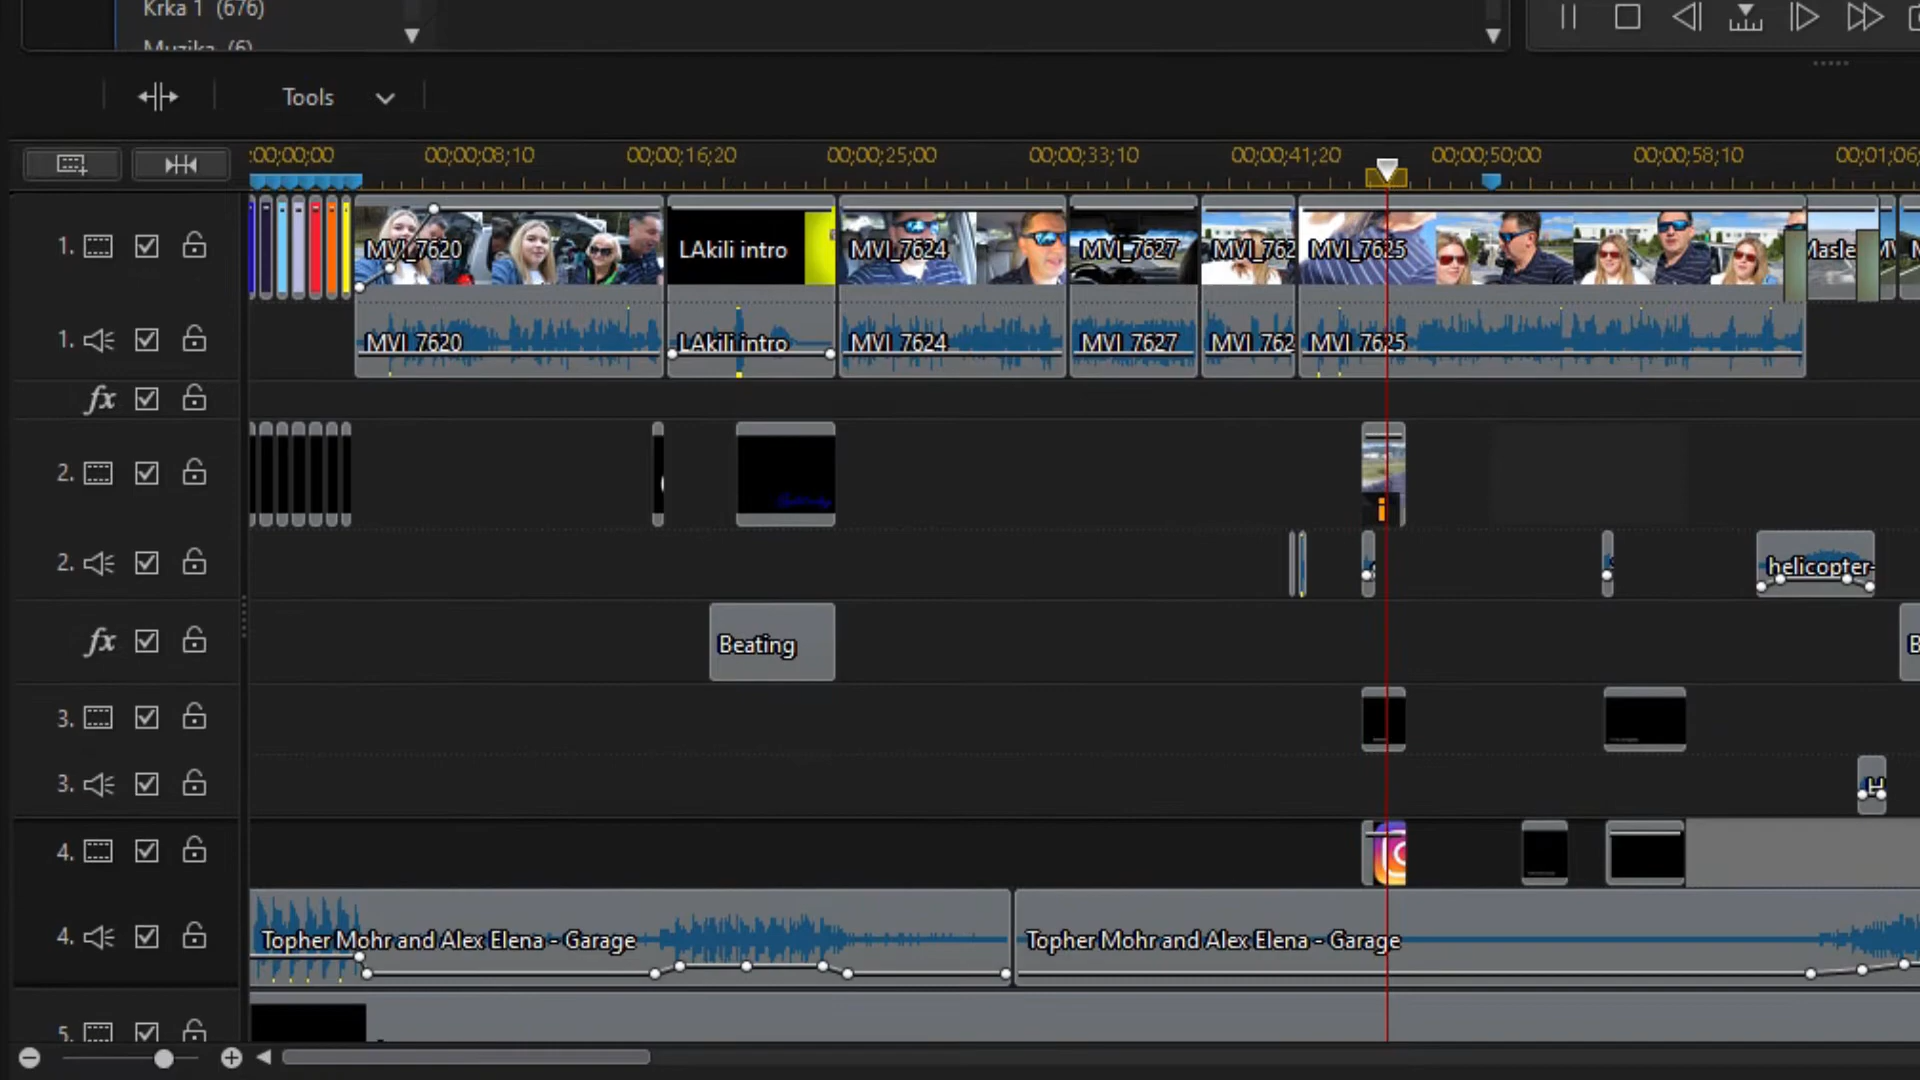 Krka 1 (676)
Muzika (6)
Tools
:00;00;00
00;00;08;10
00;00;16;20
00;00;25;00
00;00;33;10
00;00;41;20
00;00;50;00
00;00;58;10
00;01;06;
1.
MVI_7620
LAkili intro
MVI_7624
MVI_7627
MVI_762
MVI_7625
Masle
1.
MVI_7620
LAkili intro
MVI_7624
MVI_7627
MVI_762
MVI_7625
fx
2.
i
2.
helicopter-
fx
Beating
B
3.
3.
H
4.
4.
Topher Mohr and Alex Elena - Garage
Topher Mohr and Alex Elena - Garage
5.